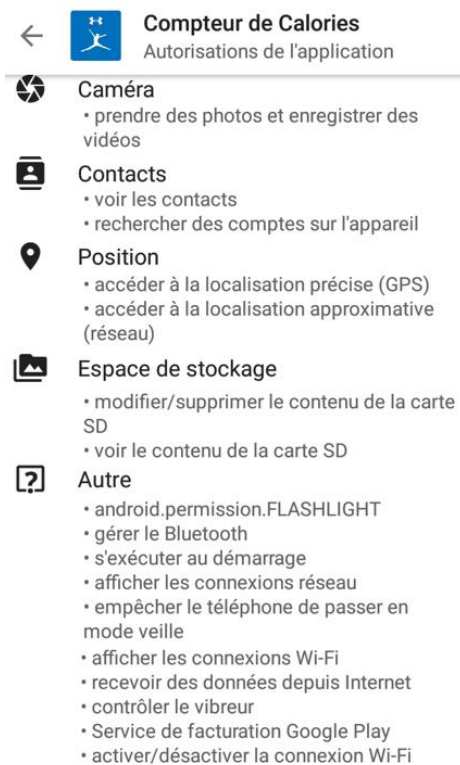 Compteur de Calories
Autorisations de l'application
Caméra
• prendre des photos et enregistrer des
vidéos
Contacts
• voir les contacts
• rechercher des comptes sur l'appareil
Position
• accéder à la localisation précise (GPS)
• accéder à la localisation approximative
(réseau)
Espace de stockage
• modifier/supprimer le contenu de la carte
SD
• voir le contenu de la carte SD
Autre
• android.permission.FLASHLIGHT
• gérer le Bluetooth
• s'exécuter au démarrage
• afficher les connexions réseau
• empêcher le téléphone de passer en
mode veille
• afficher les connexions Wi-Fi
• recevoir des données depuis Internet
• contrôler le vibreur
• Service de facturation Google Play
• activer/désactiver la connexion Wi-Fi